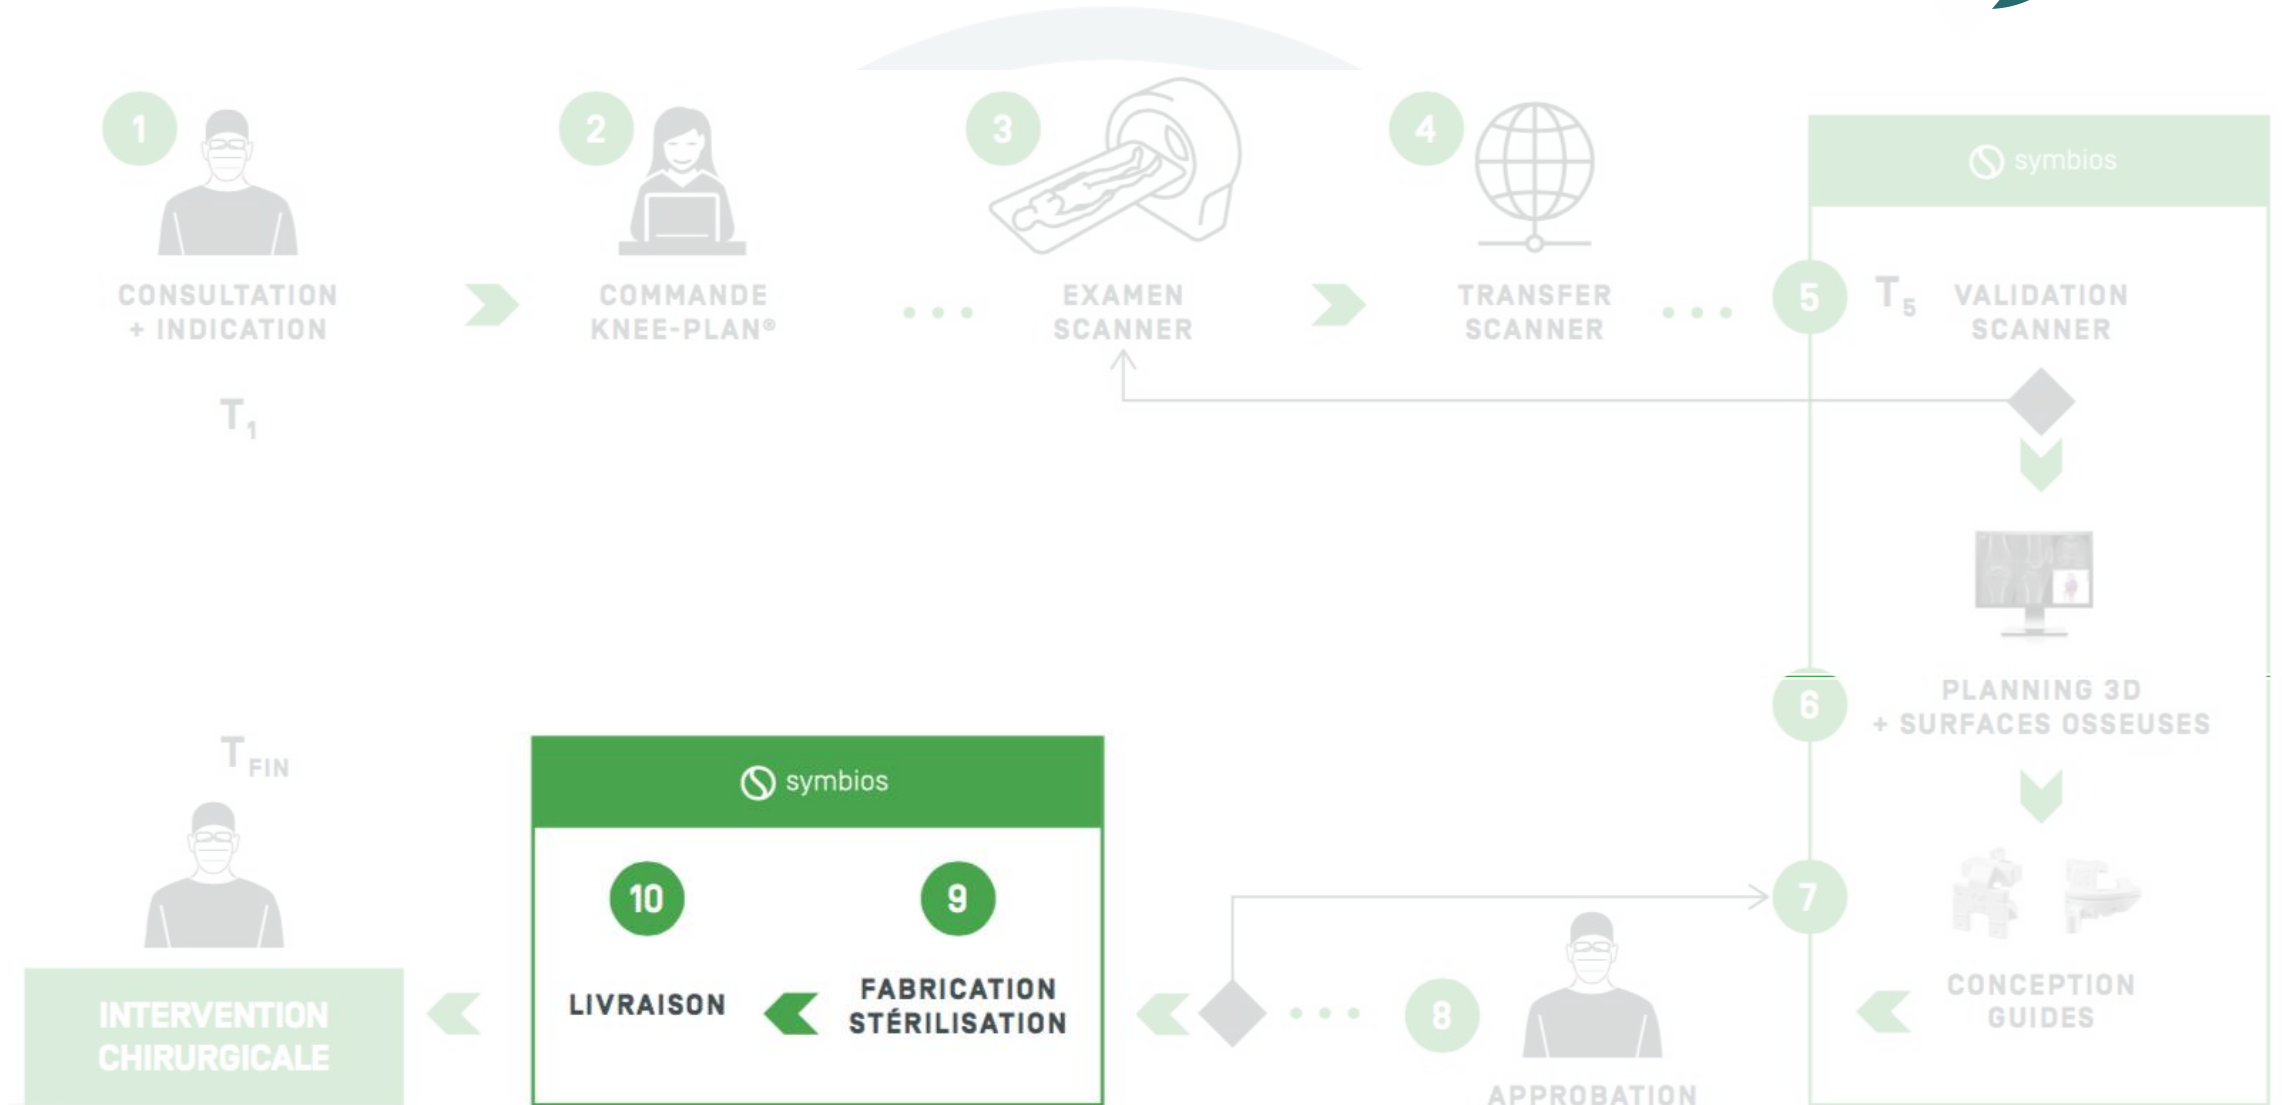 1
CONSULTATION
+ INDICATION
T1
2
COMMANDE
KNEE-PLAN®
3
EXAMEN
SCANNER
4
TRANSFER
SCANNER
symbios
5
T5
VALIDATION
SCANNER
6
PLANNING 3D
+ SURFACES OSSEUSES
7
CONCEPTION
GUIDES
8
APPROBATION
symbios
9
FABRICATION
STÉRILISATION
10
LIVRAISON
TFIN
INTERVENTION
CHIRURGICALE